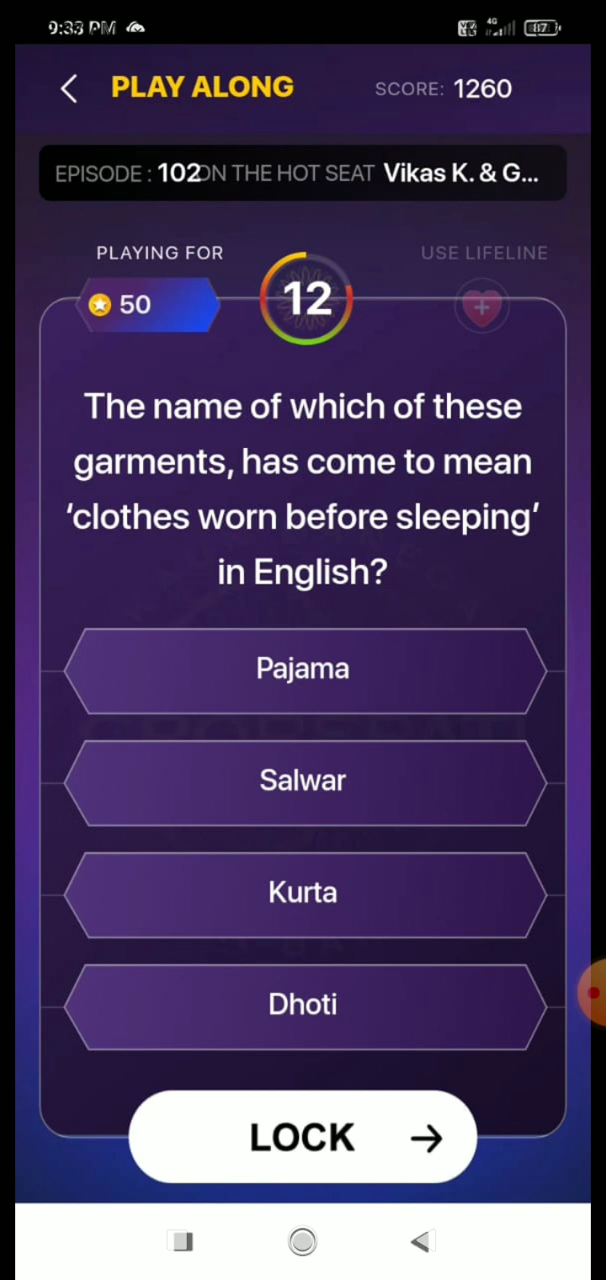 9:33 PM 4G 87
PLAY ALONG SCORE: 1260
EPISODE : 102 ON THE HOT SEAT Vikas K. & G...
PLAYING FOR USE LIFELINE
50 12
The name of which of these
garments, has come to mean
‘clothes worn before sleeping’
in English?
Pajama
Salwar
Kurta
Dhoti
LOCK →